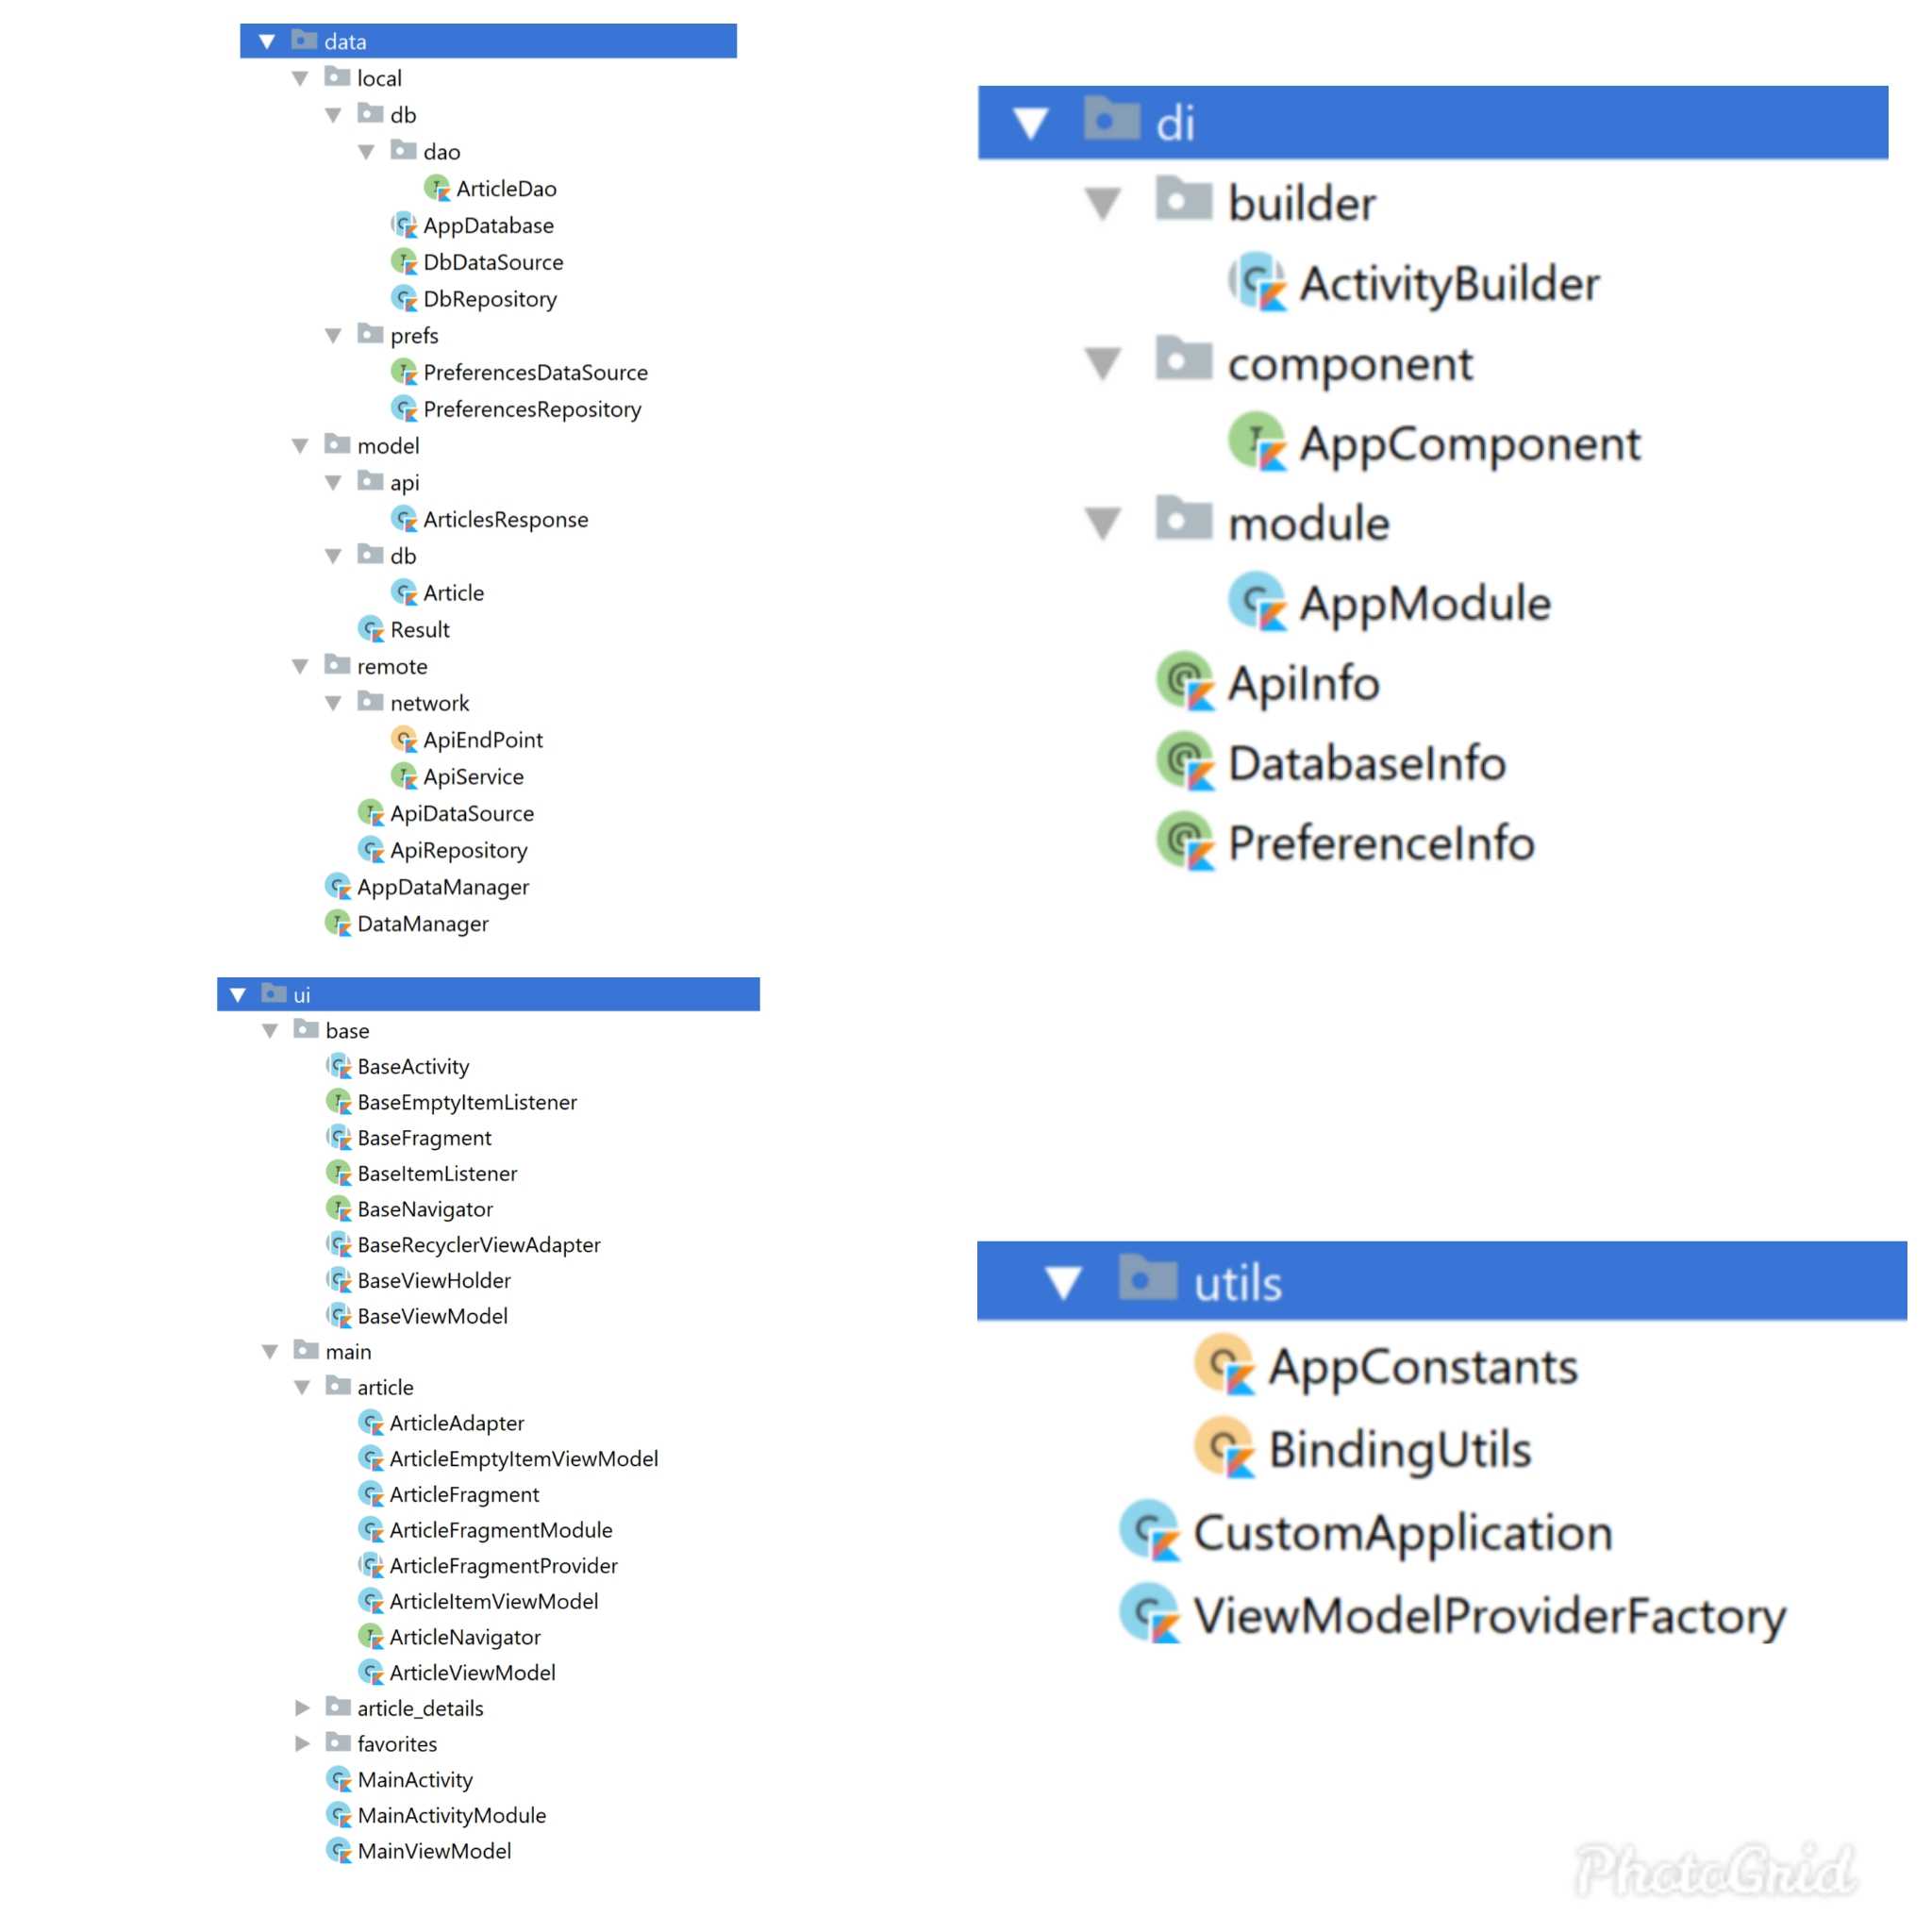 data
local
db
dao
ArticleDao
AppDatabase
DbDataSource
DbRepository
prefs
PreferencesDataSource
PreferencesRepository
model
api
ArticlesResponse
db
Article
Result
remote
network
ApiEndPoint
ApiService
ApiDataSource
ApiRepository
AppDataManager
DataManager
di
builder
ActivityBuilder
component
AppComponent
module
AppModule
ApiInfo
DatabaseInfo
PreferenceInfo
ui
base
BaseActivity
BaseEmptyItemListener
BaseFragment
BaseItemListener
BaseNavigator
BaseRecyclerViewAdapter
BaseViewHolder
BaseViewModel
main
article
ArticleAdapter
ArticleEmptyItemViewModel
ArticleFragment
ArticleFragmentModule
ArticleFragmentProvider
ArticleItemViewModel
ArticleNavigator
ArticleViewModel
article_details
favorites
MainActivity
MainActivityModule
MainViewModel
utils
AppConstants
BindingUtils
CustomApplication
ViewModelProviderFactory
PhotoGrid